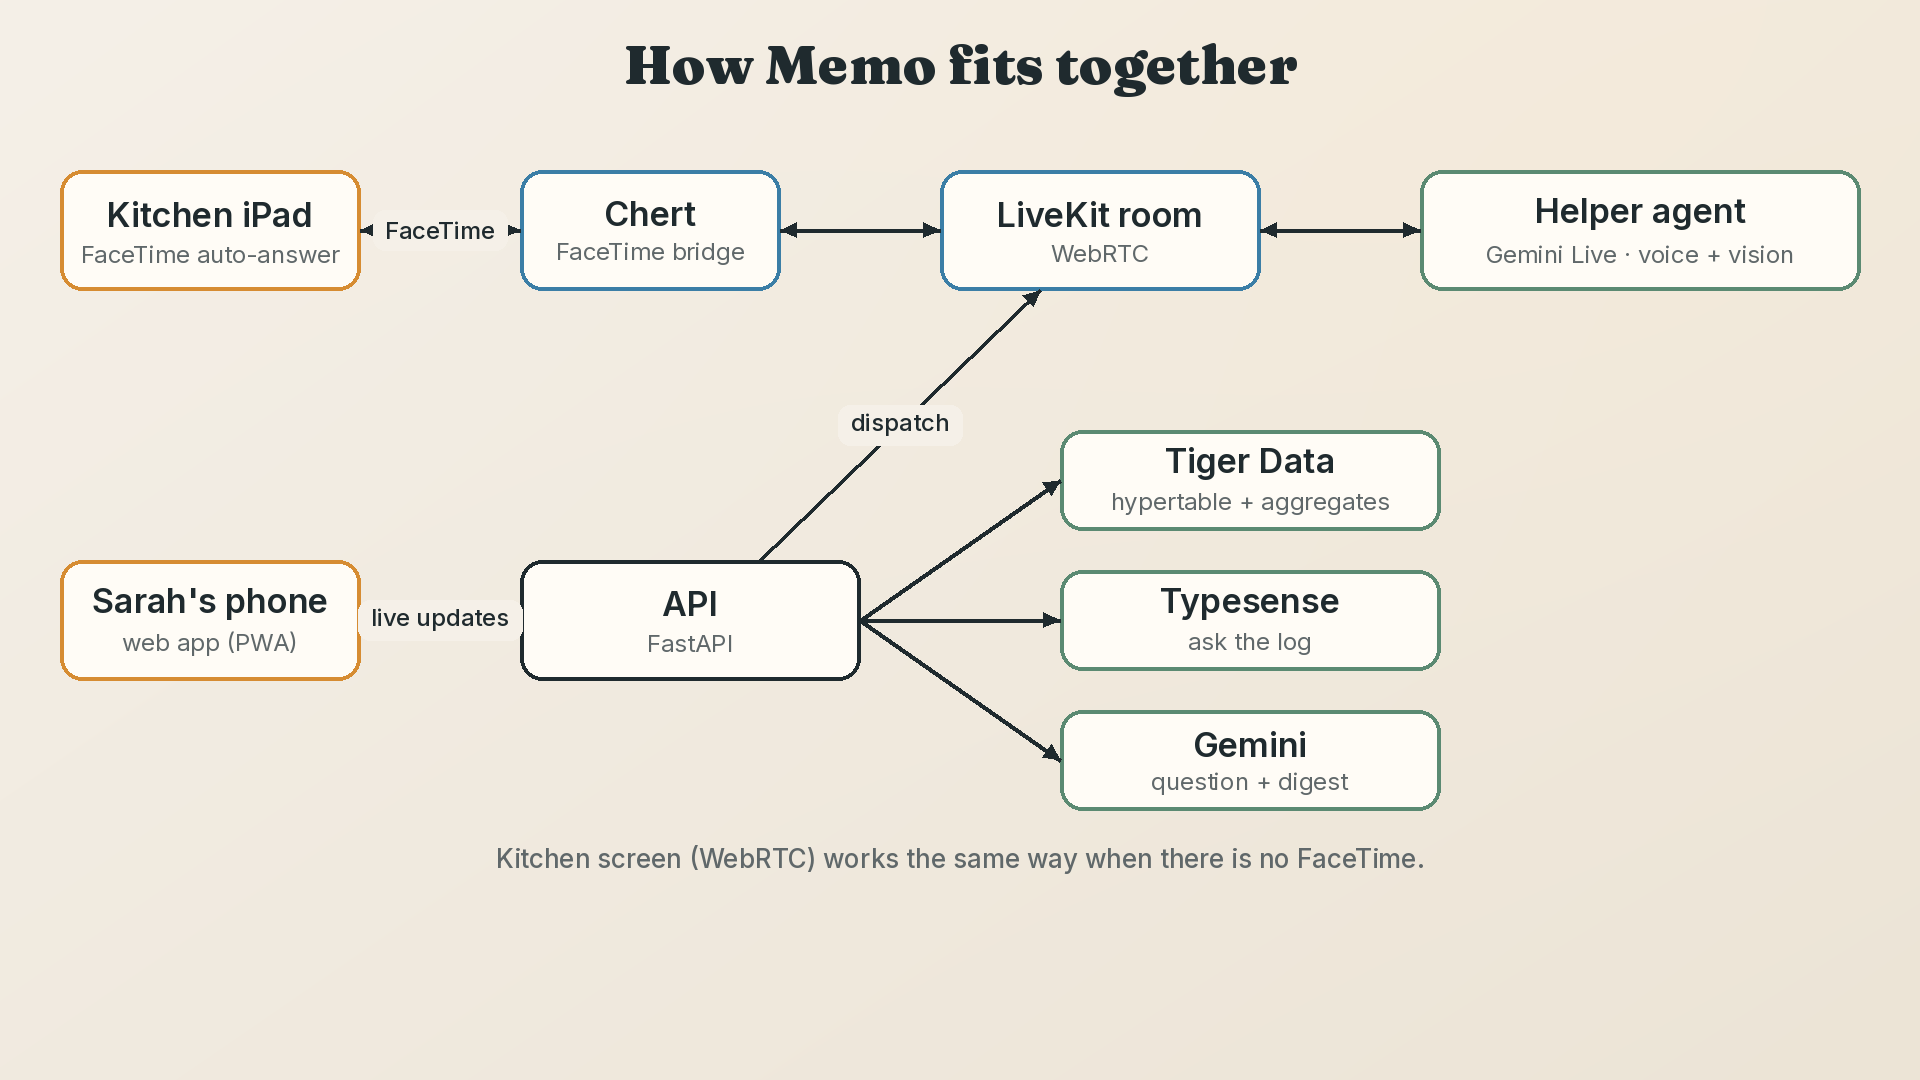 How Memo fits together
Kitchen iPad
FaceTime auto-answer
FaceTime
Chert
FaceTime bridge
LiveKit room
WebRTC
Helper agent
Gemini Live · voice + vision
dispatch
Tiger Data
hypertable + aggregates
Sarah's phone
web app (PWA)
live updates
API
FastAPI
Typesense
ask the log
Gemini
question + digest
Kitchen screen (WebRTC) works the same way when there is no FaceTime.